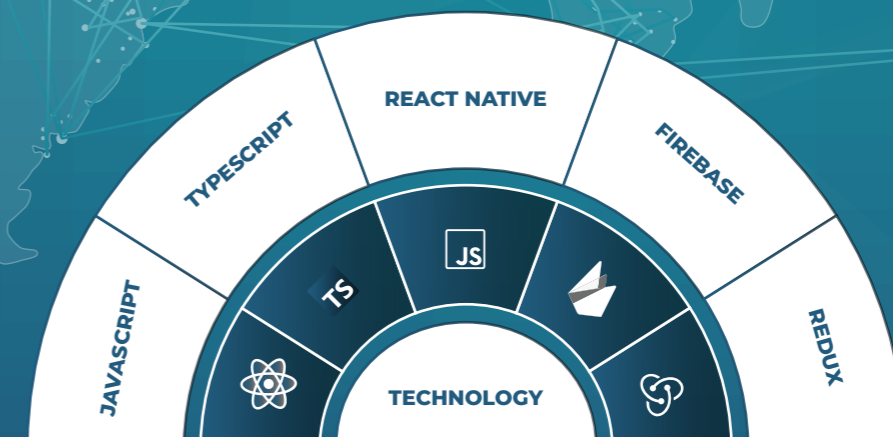 JAVASCRIPT
TYPESCRIPT
REACT NATIVE
FIREBASE
REDUX
TS
JS
TECHNOLOGY